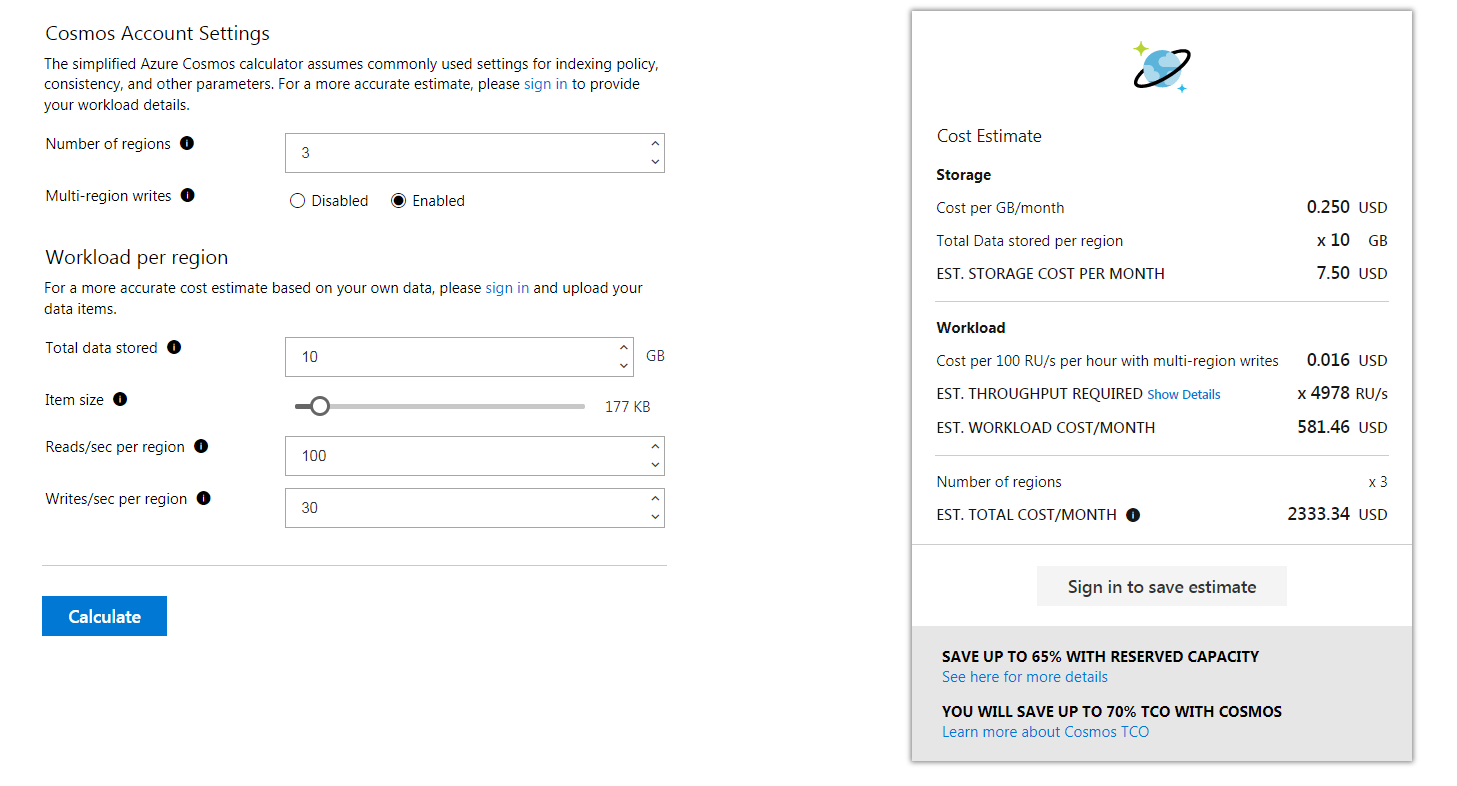 Cosmos Account Settings
The simplified Azure Cosmos calculator assumes commonly used settings for indexing policy,
consistency, and other parameters. For a more accurate estimate, please sign in to provide
your workload details.
Number of regions
3
Multi-region writes
Disabled Enabled
Workload per region
For a more accurate cost estimate based on your own data, please sign in and upload your
data items.
Total data stored
10 GB
Item size
177 KB
Reads/sec per region
100
Writes/sec per region
30
Calculate
Cost Estimate
Storage
Cost per GB/month 0.250 USD
Total Data stored per region x 10 GB
EST. STORAGE COST PER MONTH 7.50 USD
Workload
Cost per 100 RU/s per hour with multi-region writes 0.016 USD
EST. THROUGHPUT REQUIRED Show Details x 4978 RU/s
EST. WORKLOAD COST/MONTH 581.46 USD
Number of regions x 3
EST. TOTAL COST/MONTH 2333.34 USD
Sign in to save estimate
SAVE UP TO 65% WITH RESERVED CAPACITY
See here for more details
YOU WILL SAVE UP TO 70% TCO WITH COSMOS
Learn more about Cosmos TCO